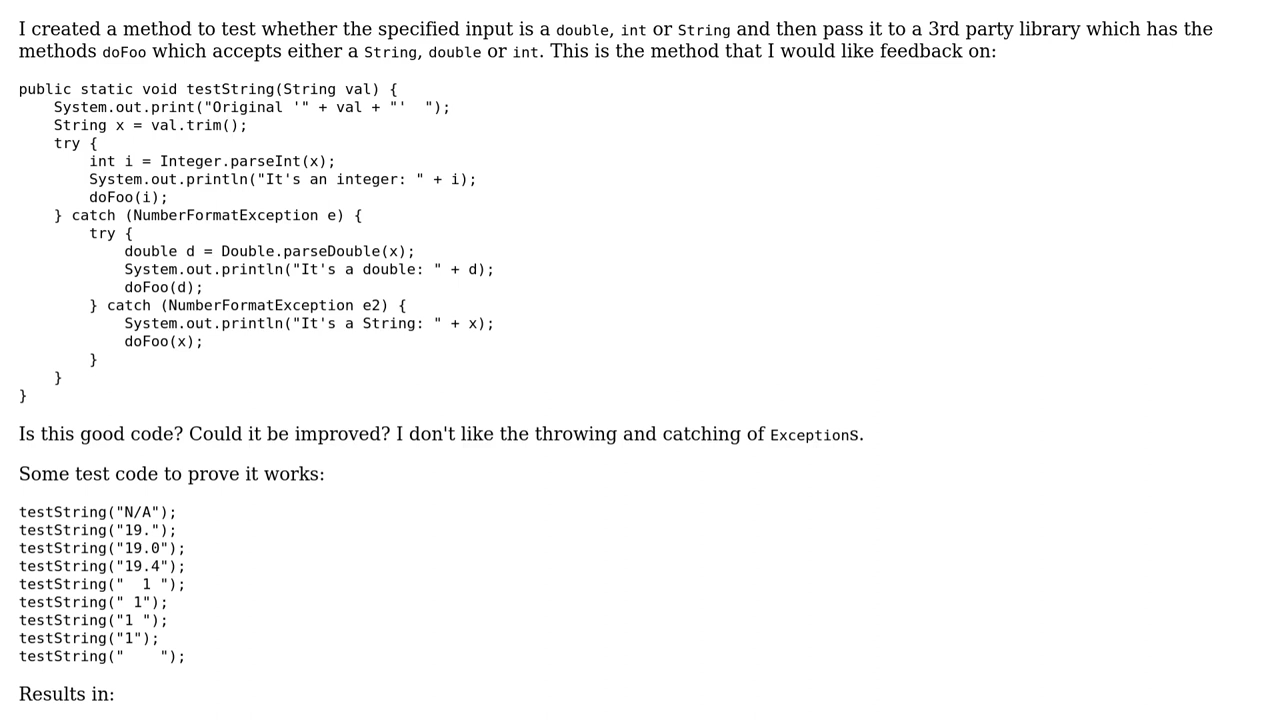 I created a method to test whether the specified input is a double, int or String and then pass it to a 3rd party library which has the
methods doFoo which accepts either a String, double or int. This is the method that I would like feedback on:
public static void testString(String val) {
    System.out.print("Original '" + val + "'  ");
    String x = val.trim();
    try {
        int i = Integer.parseInt(x);
        System.out.println("It's an integer: " + i);
        doFoo(i);
    } catch (NumberFormatException e) {
        try {
            double d = Double.parseDouble(x);
            System.out.println("It's a double: " + d);
            doFoo(d);
        } catch (NumberFormatException e2) {
            System.out.println("It's a String: " + x);
            doFoo(x);
        }
    }
}
Is this good code? Could it be improved? I don't like the throwing and catching of Exceptions.
Some test code to prove it works:
testString("N/A");
testString("19.");
testString("19.0");
testString("19.4");
testString("  1 ");
testString(" 1");
testString("1 ");
testString("1");
testString("    ");
Results in: